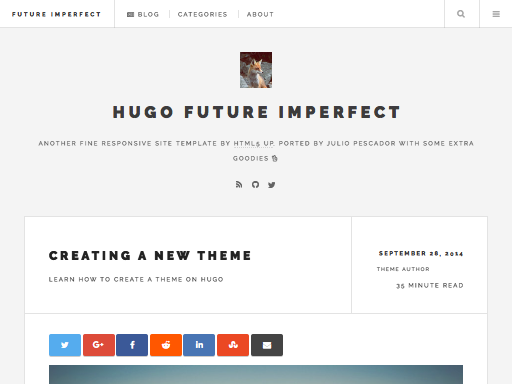 FUTURE IMPERFECT BLOG CATEGORIES ABOUT
HUGO FUTURE IMPERFECT
ANOTHER FINE RESPONSIVE SITE TEMPLATE BY HTML5 UP. PORTED BY JULIO PESCADOR WITH SOME EXTRA
GOODIES
CREATING A NEW THEME
LEARN HOW TO CREATE A THEME ON HUGO
SEPTEMBER 28, 2014
THEME AUTHOR
35 MINUTE READ
G+
f
in